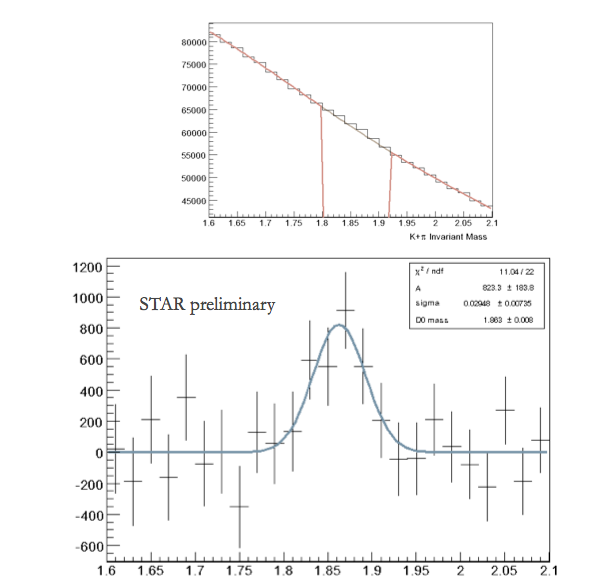 80000
75000
70000
65000
60000
55000
50000
45000
1.6 1.65 1.7 1.75 1.8 1.85 1.9 1.95 2 2.05 2.1
K+π Invariant Mass
1200
1000
800
600
400
200
0
-200
-400
-600
STAR preliminary
χ² / ndf 11.04 / 22
A 823.3 ± 183.8
sigma 0.02948 ± 0.00735
D0 mass 1.863 ± 0.008
1.6 1.65 1.7 1.75 1.8 1.85 1.9 1.95 2 2.05 2.1